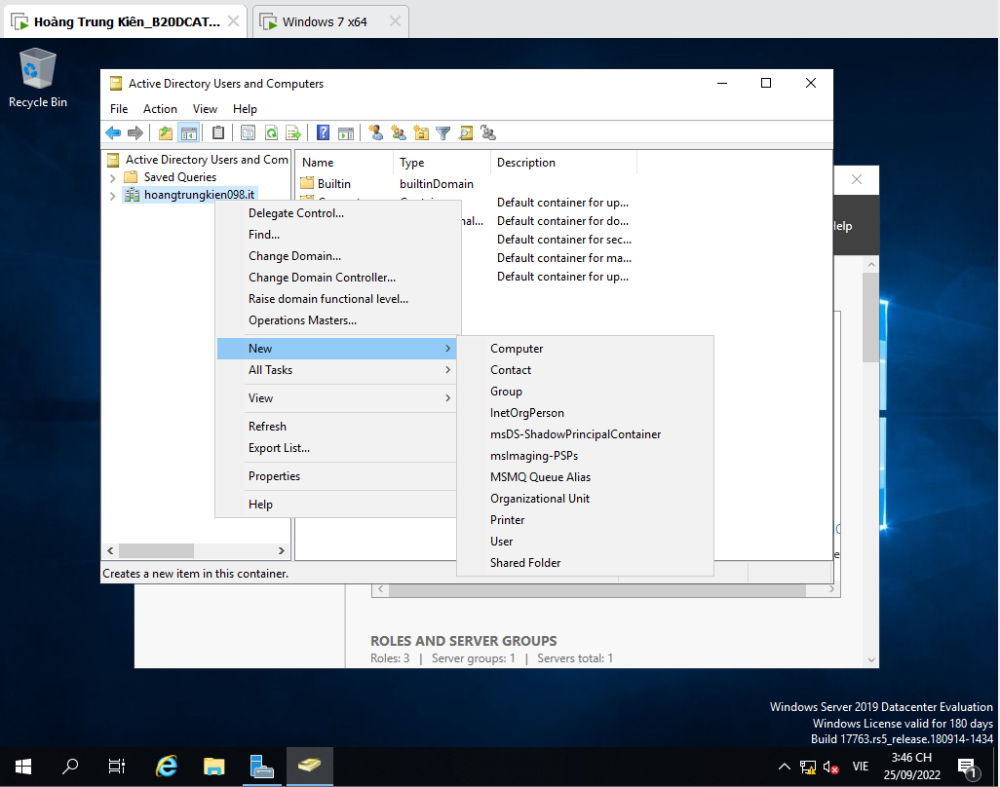 Hoàng Trung Kiên_B20DCAT...
Windows 7 x64
Recycle Bin
Active Directory Users and Computers
File Action View Help
Active Directory Users and Com
Saved Queries
hoangtrungkien098.it
Name Type Description
Builtin builtinDomain
Default container for up...
nal... Default container for do...
Default container for sec...
Default container for ma...
Default container for up...
Delegate Control...
Find...
Change Domain...
Change Domain Controller...
Raise domain functional level...
Operations Masters...
New
All Tasks
View
Refresh
Export List...
Properties
Help
Computer
Contact
Group
InetOrgPerson
msDS-ShadowPrincipalContainer
msImaging-PSPs
MSMQ Queue Alias
Organizational Unit
Printer
User
Shared Folder
elp
Creates a new item in this container.
ROLES AND SERVER GROUPS
Roles: 3 | Server groups: 1 | Servers total: 1
Windows Server 2019 Datacenter Evaluation
Windows License valid for 180 days
Build 17763.rs5_release.180914-1434
VIE
3:46 CH
25/09/2022
1